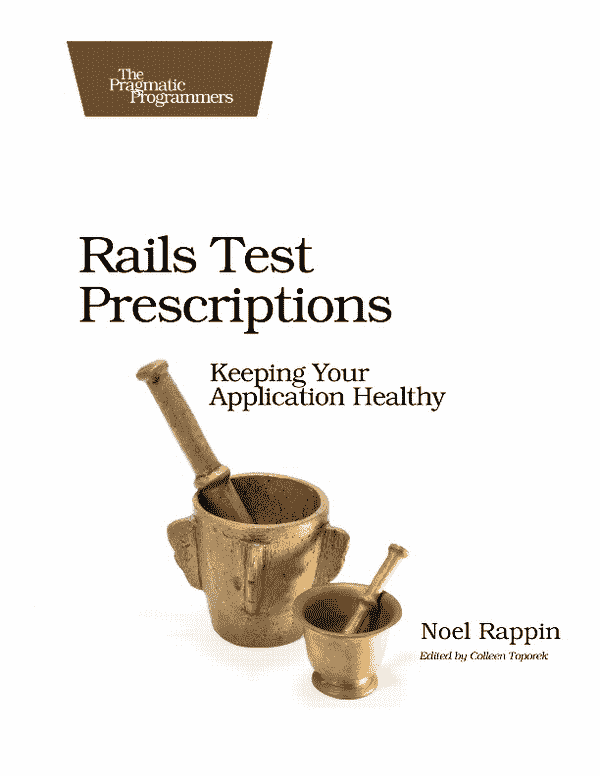 The
Pragmatic
Programmers
Rails Test
Prescriptions
Keeping Your
Application Healthy
Noel Rappin
Edited by Colleen Toporek